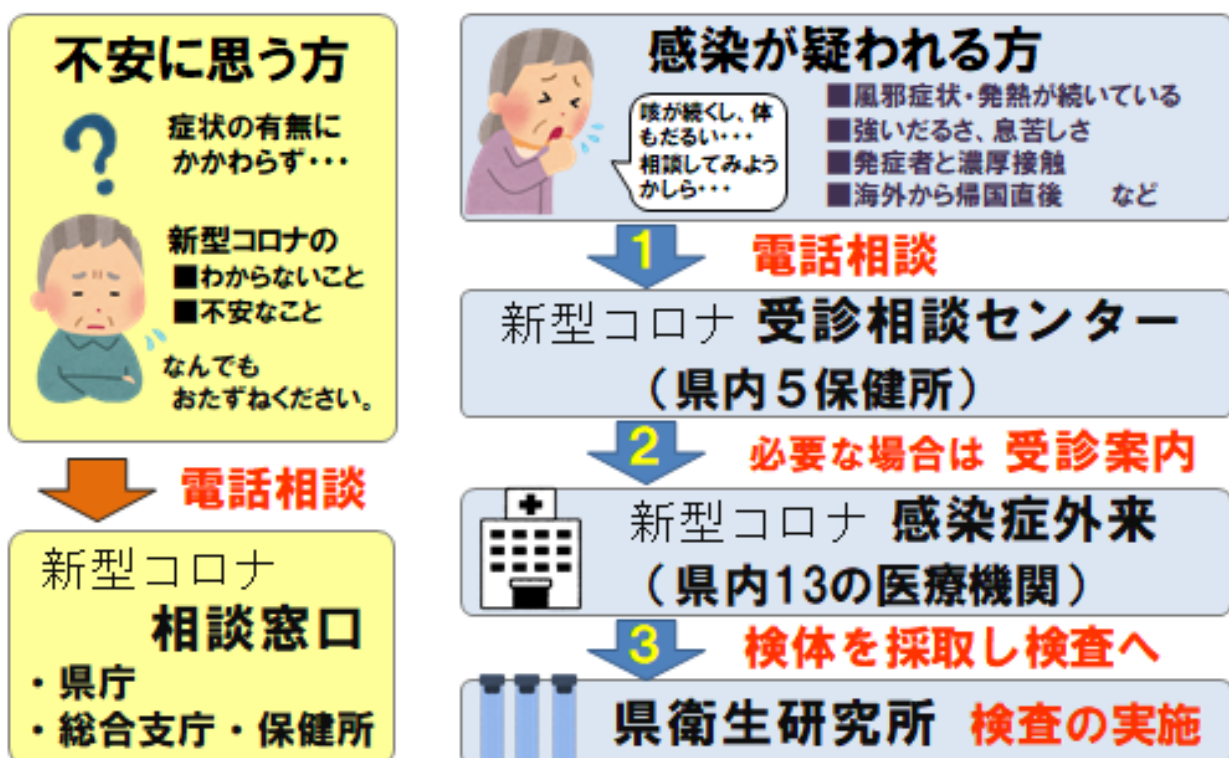 不安に思う方
?
症状の有無に
かかわらず・・・
新型コロナの
■わからないこと
■不安なこと
なんでも
おたずねください。
電話相談
新型コロナ
相談窓口
・県庁
・総合支庁・保健所
感染が疑われる方
咳が続くし、体
もだるい・・・
相談してみよう
かしら・・・
■風邪症状・発熱が続いている
■強いだるさ、息苦しさ
■発症者と濃厚接触
■海外から帰国直後 など
1 電話相談
新型コロナ 受診相談センター
（県内5保健所）
2 必要な場合は 受診案内
新型コロナ 感染症外来
（県内13の医療機関）
3 検体を採取し検査へ
県衛生研究所 検査の実施